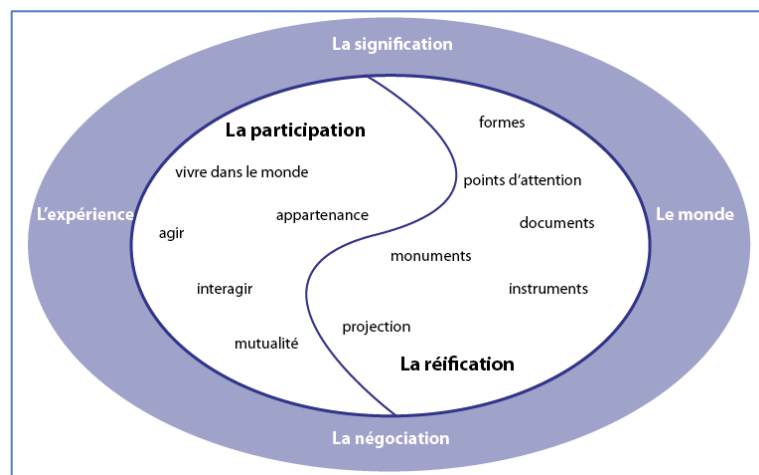 La signification
La participation
formes
vivre dans le monde
points d’attention
L’expérience
appartenance
Le monde
agir
documents
monuments
interagir
instruments
projection
mutualité
La réification
La négociation